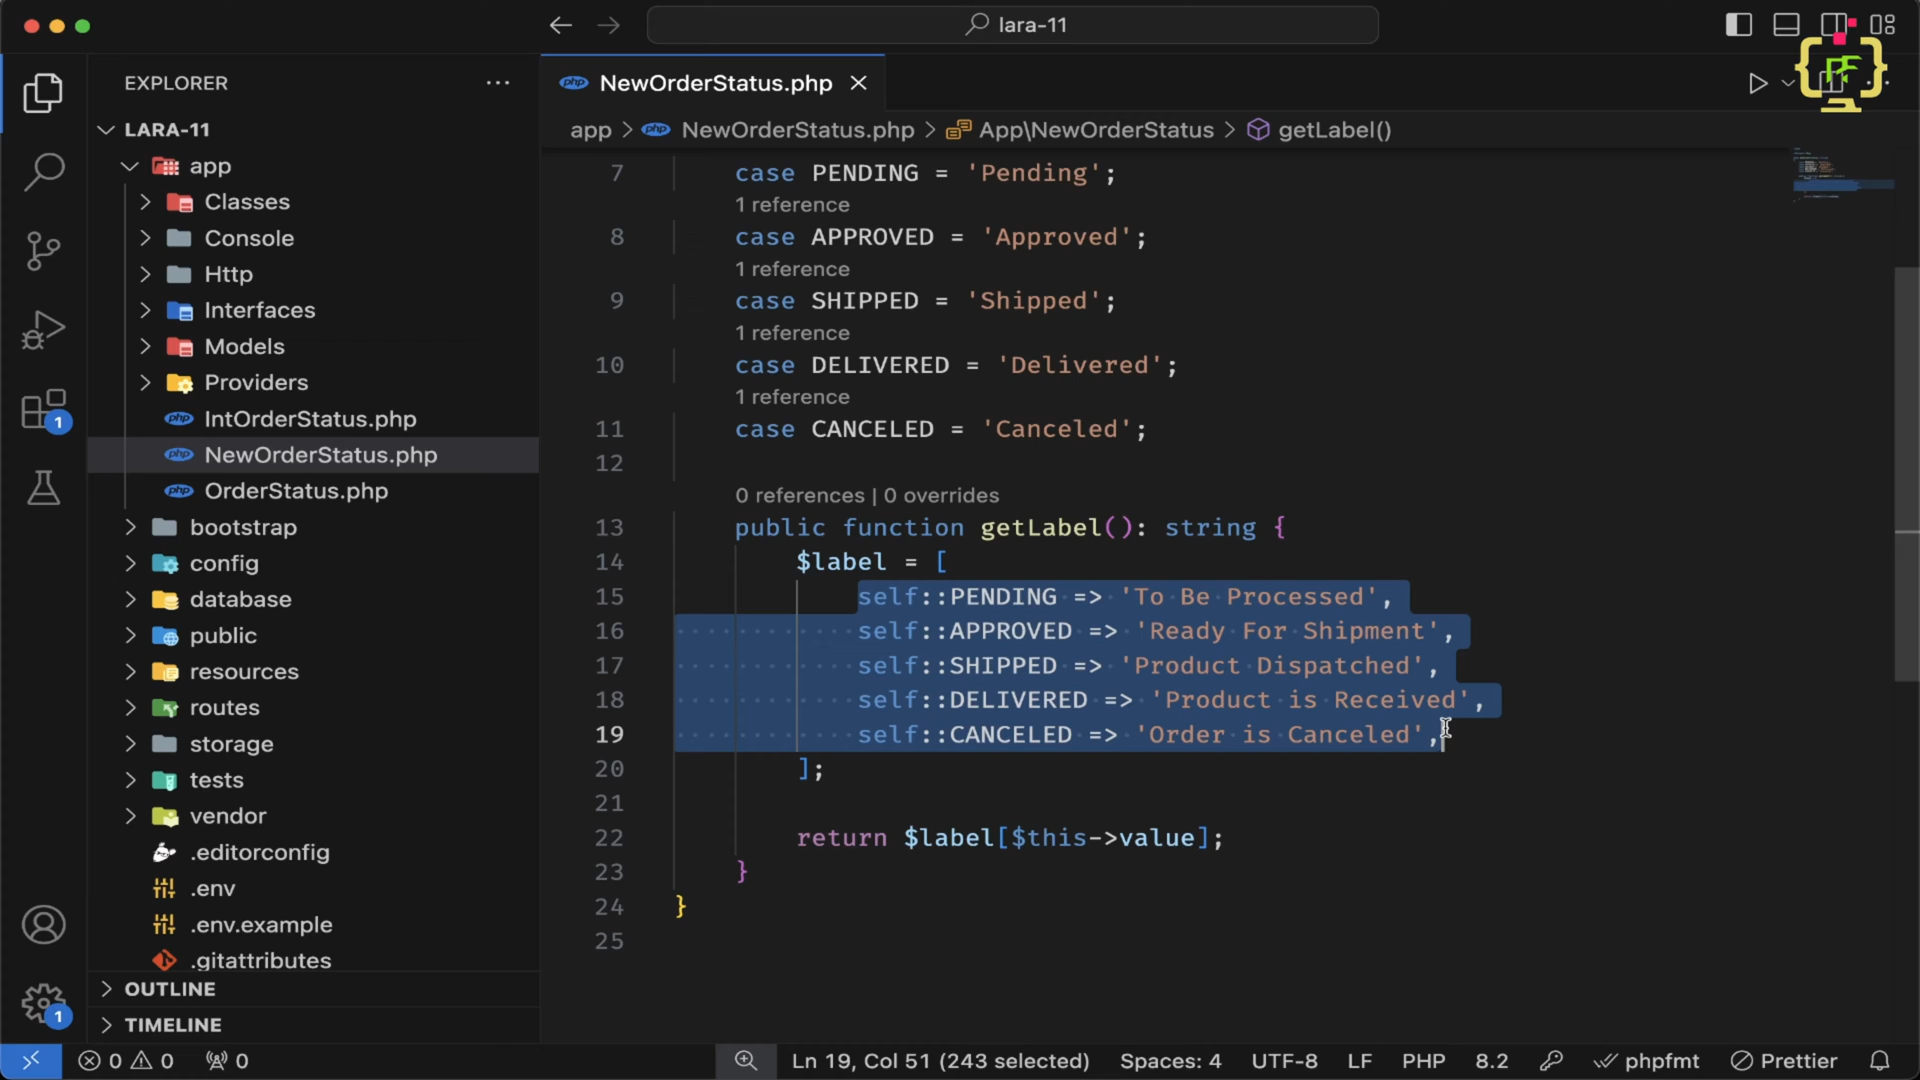 lara-11
EXPLORER
LARA-11
app
Classes
Console
Http
Interfaces
Models
Providers
php IntOrderStatus.php
php NewOrderStatus.php
php OrderStatus.php
bootstrap
config
database
public
resources
routes
storage
tests
vendor
.editorconfig
.env
.env.example
.gitattributes
OUTLINE
TIMELINE
1
1
php NewOrderStatus.php
app > php NewOrderStatus.php > App\NewOrderStatus > getLabel()
7 case PENDING = 'Pending';
1 reference
8 case APPROVED = 'Approved';
1 reference
9 case SHIPPED = 'Shipped';
1 reference
10 case DELIVERED = 'Delivered';
1 reference
11 case CANCELED = 'Canceled';
12
0 references | 0 overrides
13 public function getLabel(): string {
14 $label = [
15 self::PENDING => 'To Be Processed',
16 self::APPROVED => 'Ready For Shipment',
17 self::SHIPPED => 'Product Dispatched',
18 self::DELIVERED => 'Product is Received',
19 self::CANCELED => 'Order is Canceled',
20 ];
21
22 return $label[$this->value];
23 }
24 }
25
0 0 0 Ln 19, Col 51 (243 selected) Spaces: 4 UTF-8 LF PHP 8.2 phpfmt Prettier